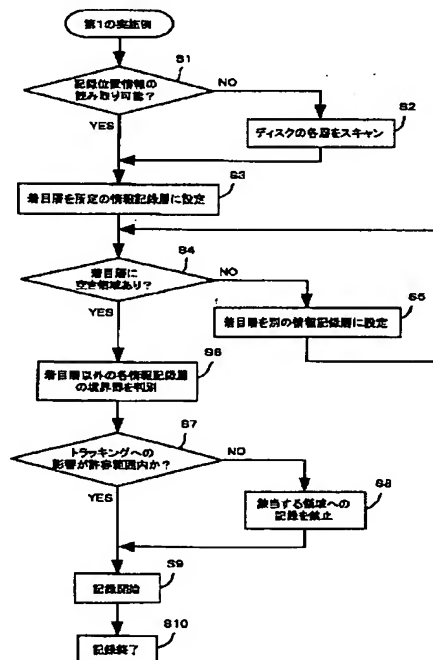 第1の実施例
S1
記録位置情報の
読み取り可能?
NO
YES
S2
ディスクの各層をスキャン
S3
着目層を所定の情報記録層に設定
S4
着目層に
空き領域あり?
NO
YES
S5
着目層を別の情報記録層に設定
S6
着目層以外の各情報記録層
の境界部を判別
S7
トラッキングへの
影響が許容範囲内か?
NO
YES
S8
該当する領域への
記録を禁止
S9
記録開始
S10
記録終了